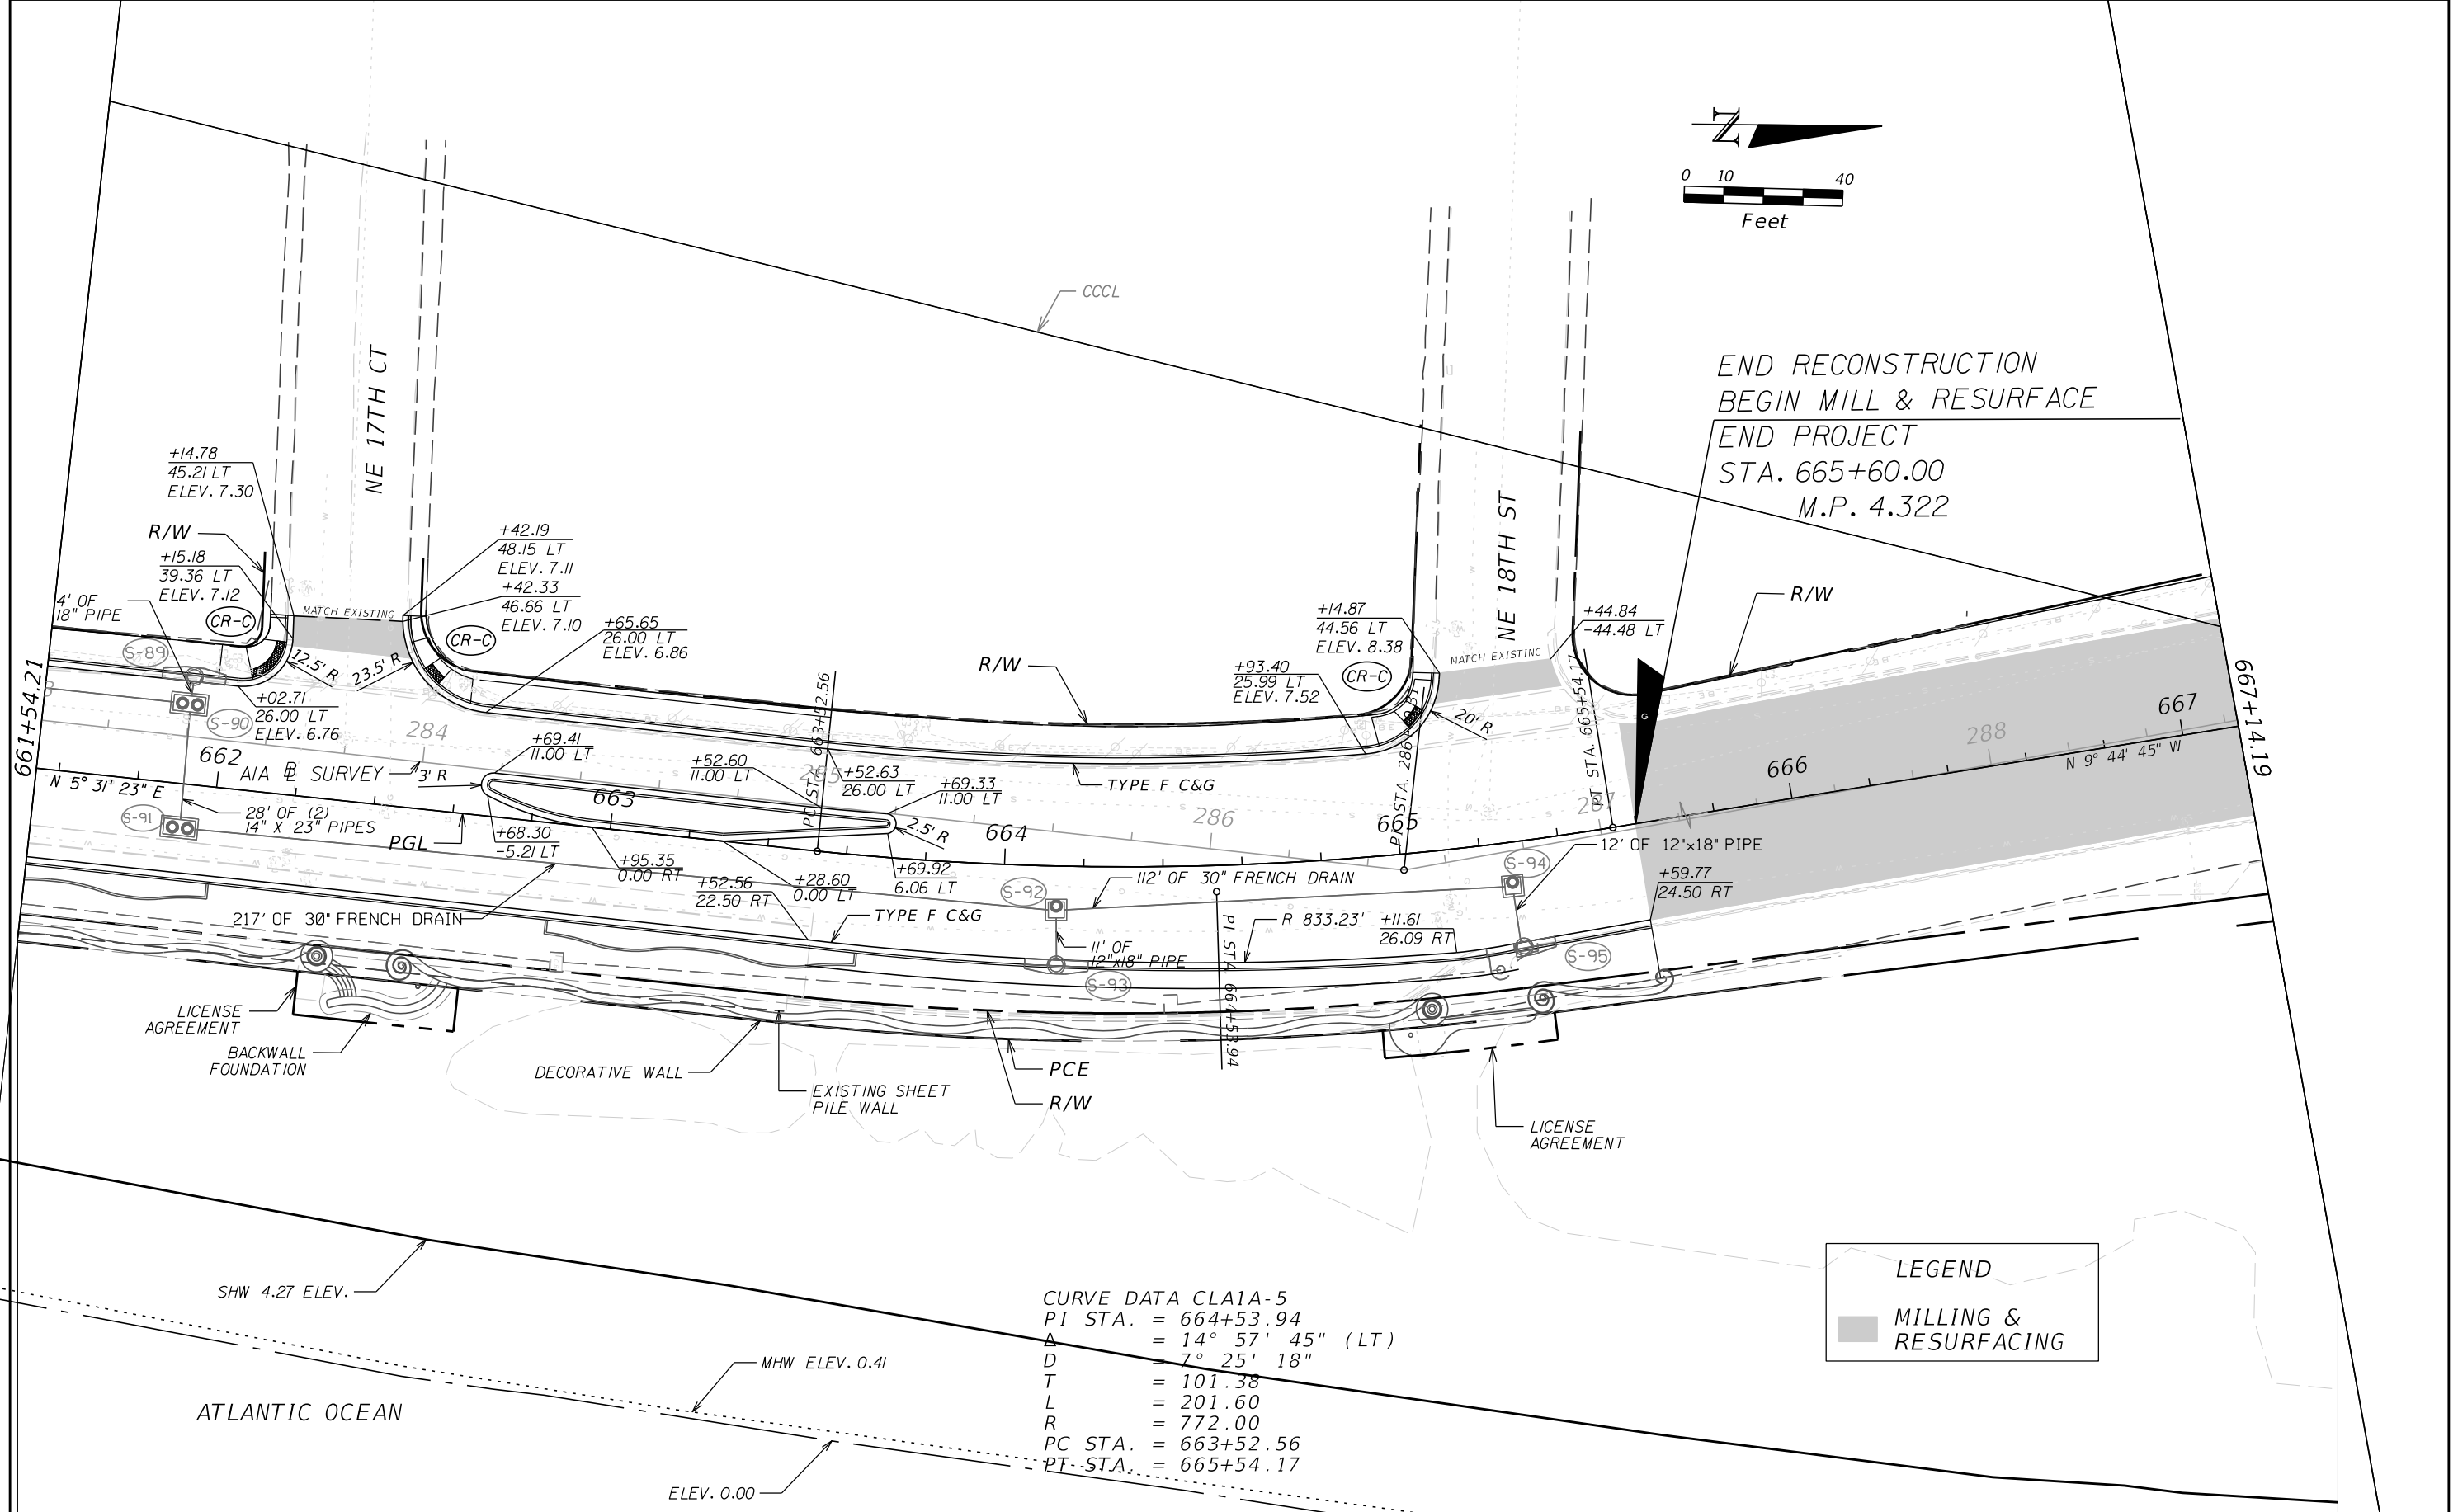 N
0 10 40
Feet
CCCL
NE 17TH CT
NE 18TH ST
END RECONSTRUCTION
BEGIN MILL & RESURFACE
END PROJECT
STA. 665+60.00
M.P. 4.322
+14.78
45.21 LT
ELEV. 7.30
R/W
+15.18
39.36 LT
ELEV. 7.12
4' OF
18" PIPE
CR-C
MATCH EXISTING
+42.19
48.15 LT
ELEV. 7.11
+42.33
46.66 LT
ELEV. 7.10
CR-C
+65.65
26.00 LT
ELEV. 6.86
12.5' R
23.5' R
R/W
+14.87
44.56 LT
ELEV. 8.38
CR-C
+93.40
25.99 LT
ELEV. 7.52
MATCH EXISTING
+44.84
-44.48 LT
R/W
20' R
661+54.21
667+14.19
S-89
S-90
+02.71
26.00 LT
ELEV. 6.76
284
285
286
287
288
662
663
664
665
666
667
N 5° 31' 23" E
N 9° 44' 45" W
A1A BL SURVEY
3' R
+69.41
11.00 LT
+52.60
11.00 LT
PC STA. 663+52.56
+52.63
26.00 LT
+69.33
11.00 LT
TYPE F C&G
PI STA. 286+
PT STA. 665+54.17
S-91
28' OF (2)
14" X 23" PIPES
PGL
+68.30
-5.21 LT
+95.35
0.00 RT
+28.60
0.00 LT
+52.56
22.50 RT
2.5' R
+69.92
6.06 LT
S-92
112' OF 30" FRENCH DRAIN
S-94
12' OF 12"x18" PIPE
+59.77
24.50 RT
217' OF 30" FRENCH DRAIN
TYPE F C&G
R 833.23'
+11.61
26.09 RT
11' OF
12"x18" PIPE
S-93
S-95
PI STA. 664+53.94
LICENSE
AGREEMENT
BACKWALL
FOUNDATION
DECORATIVE WALL
EXISTING SHEET
PILE WALL
PCE
R/W
LICENSE
AGREEMENT
SHW 4.27 ELEV.
MHW ELEV. 0.41
ATLANTIC OCEAN
ELEV. 0.00
CURVE DATA CLA1A-5
PI STA. = 664+53.94
Δ = 14° 57' 45" (LT)
D = 7° 25' 18"
T = 101.38
L = 201.60
R = 772.00
PC STA. = 663+52.56
PT STA. = 665+54.17
LEGEND
MILLING &
RESURFACING